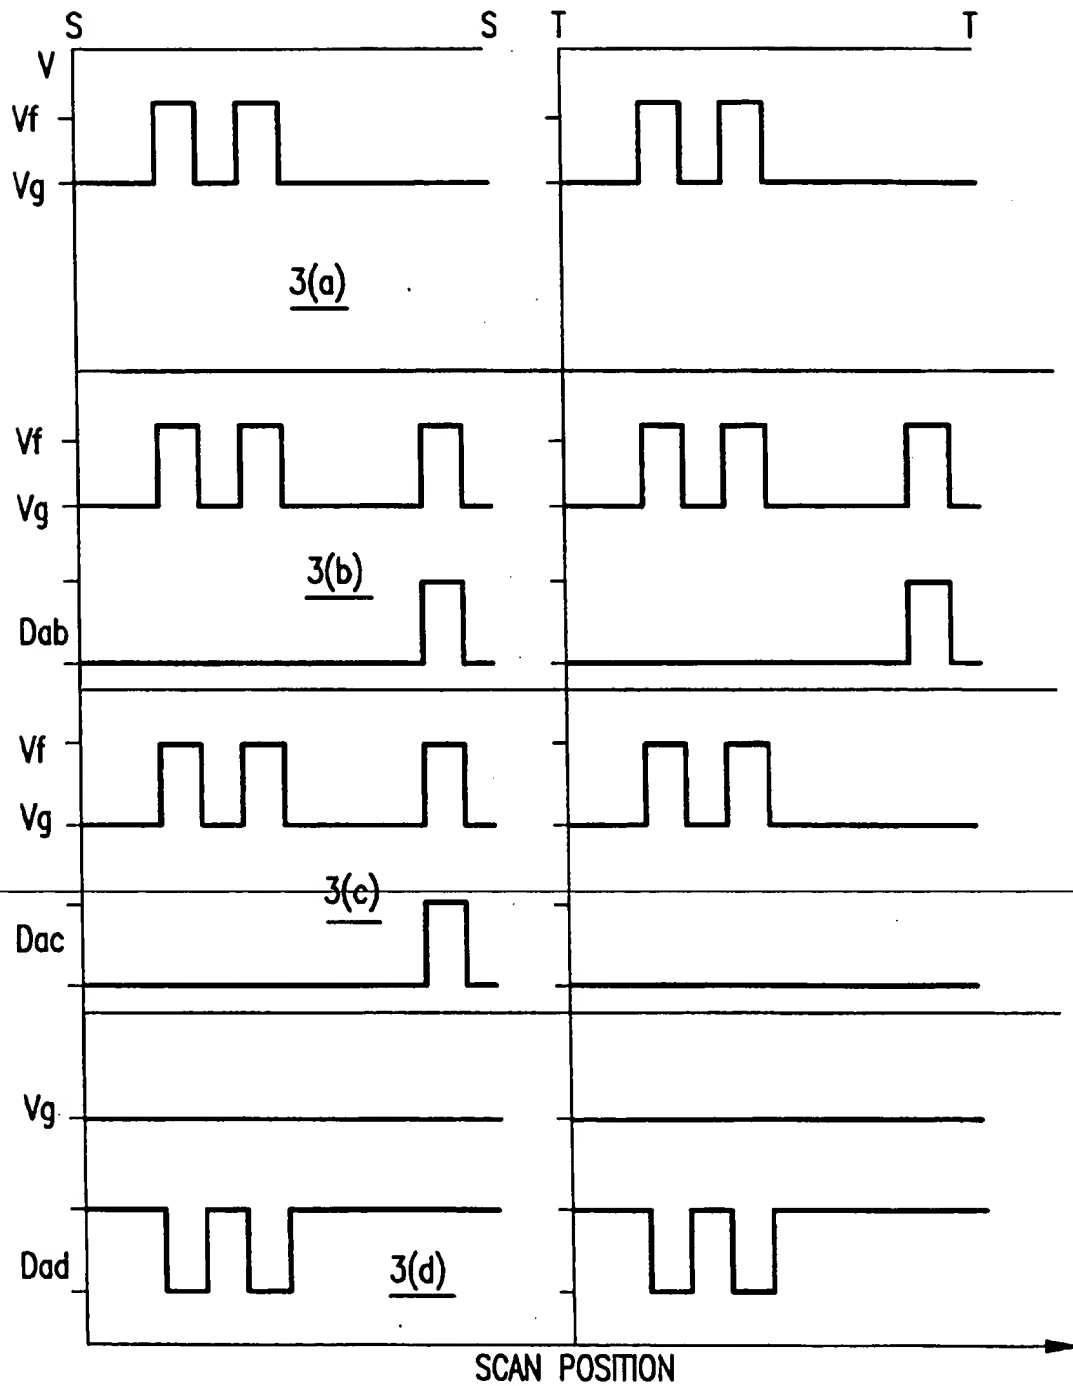 S S T T
V
Vf
Vg
3(a)
Vf
Vg
3(b)
Dab
Vf
Vg
3(c)
Dac
Vg
Dad
3(d)
SCAN POSITION